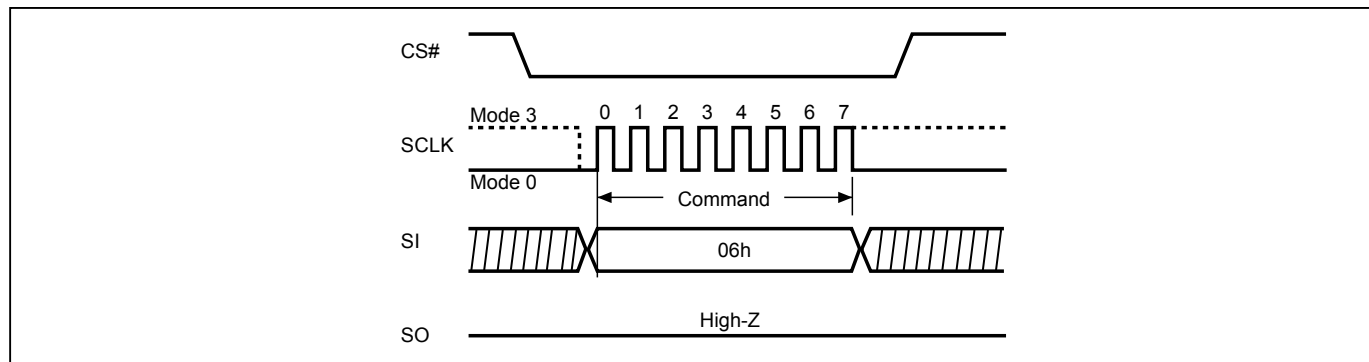 CS#
Mode 3
0 1 2 3 4 5 6 7
SCLK
Mode 0
Command
SI
06h
High-Z
SO